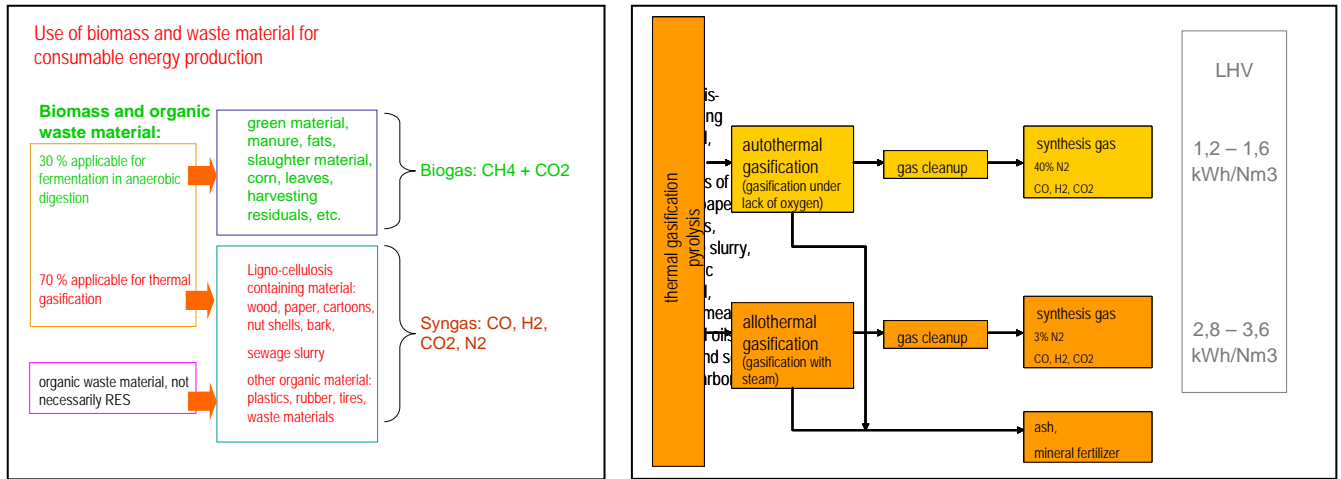 Use of biomass and waste material for
consumable energy production
Biomass and organic
waste material:
30 % applicable for
fermentation in anaerobic
digestion
70 % applicable for thermal
gasification
organic waste material, not
necessarily RES
green material,
manure, fats,
slaughter material,
corn, leaves,
harvesting
residuals, etc.
Ligno-cellulosis
containing material:
wood, paper, cartoons,
nut shells, bark,
sewage slurry
other organic material:
plastics, rubber, tires,
waste materials
Biogas: CH4 + CO2
Syngas: CO, H2,
CO2, N2
thermal gasification
pyrolysis
slurry,
autothermal
gasification
(gasification under
lack of oxygen)
gas cleanup
synthesis gas
40% N2
CO, H2, CO2
allothermal
gasification
(gasification with
steam)
gas cleanup
synthesis gas
3% N2
CO, H2, CO2
ash,
mineral fertilizer
LHV
1,2 – 1,6
kWh/Nm3
2,8 – 3,6
kWh/Nm3